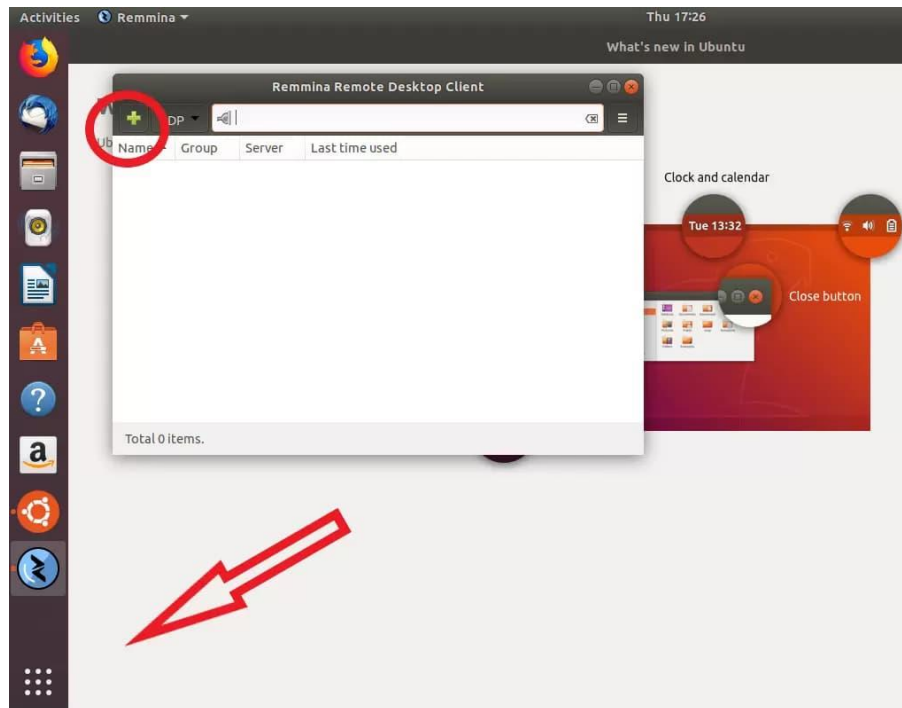 Activities Remmina Thu 17:26
What's new in Ubuntu
Remmina Remote Desktop Client
DP
Name Group Server Last time used
Clock and calendar
Tue 13:32
Close button
Total 0 items.